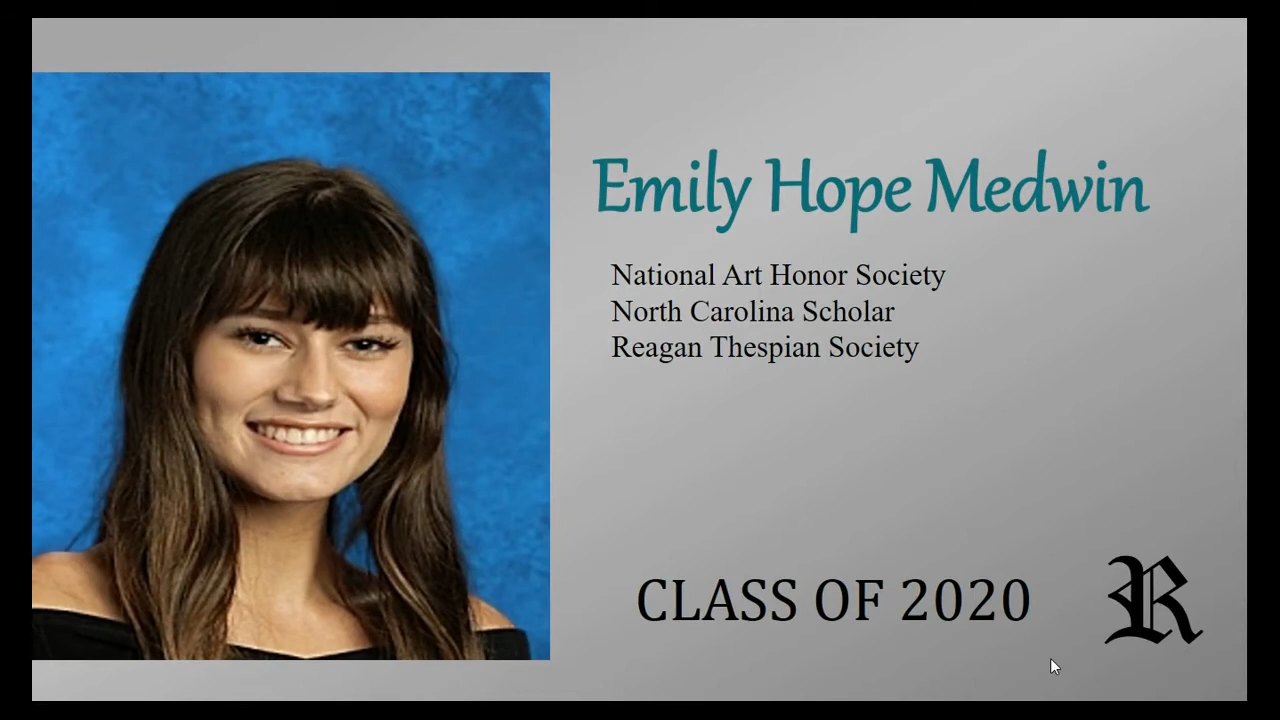 Emily Hope Medwin
National Art Honor Society
North Carolina Scholar
Reagan Thespian Society
CLASS OF 2020
R